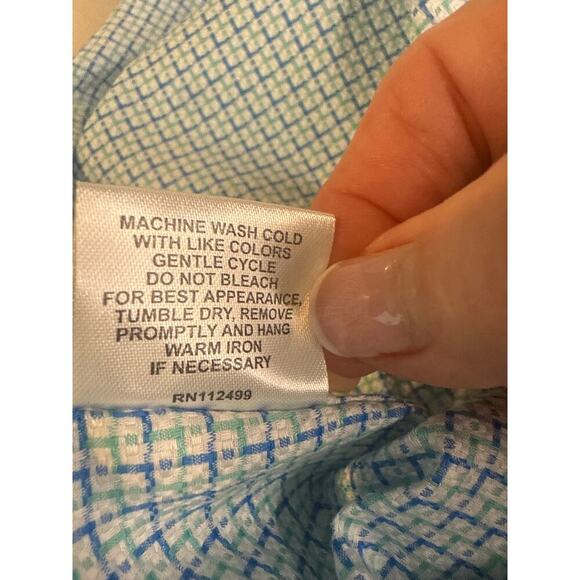 MACHINE WASH COLD
WITH LIKE COLORS
GENTLE CYCLE
DO NOT BLEACH
FOR BEST APPEARANCE,
TUMBLE DRY, REMOVE
PROMPTLY AND HANG
WARM IRON
IF NECESSARY
RN112499